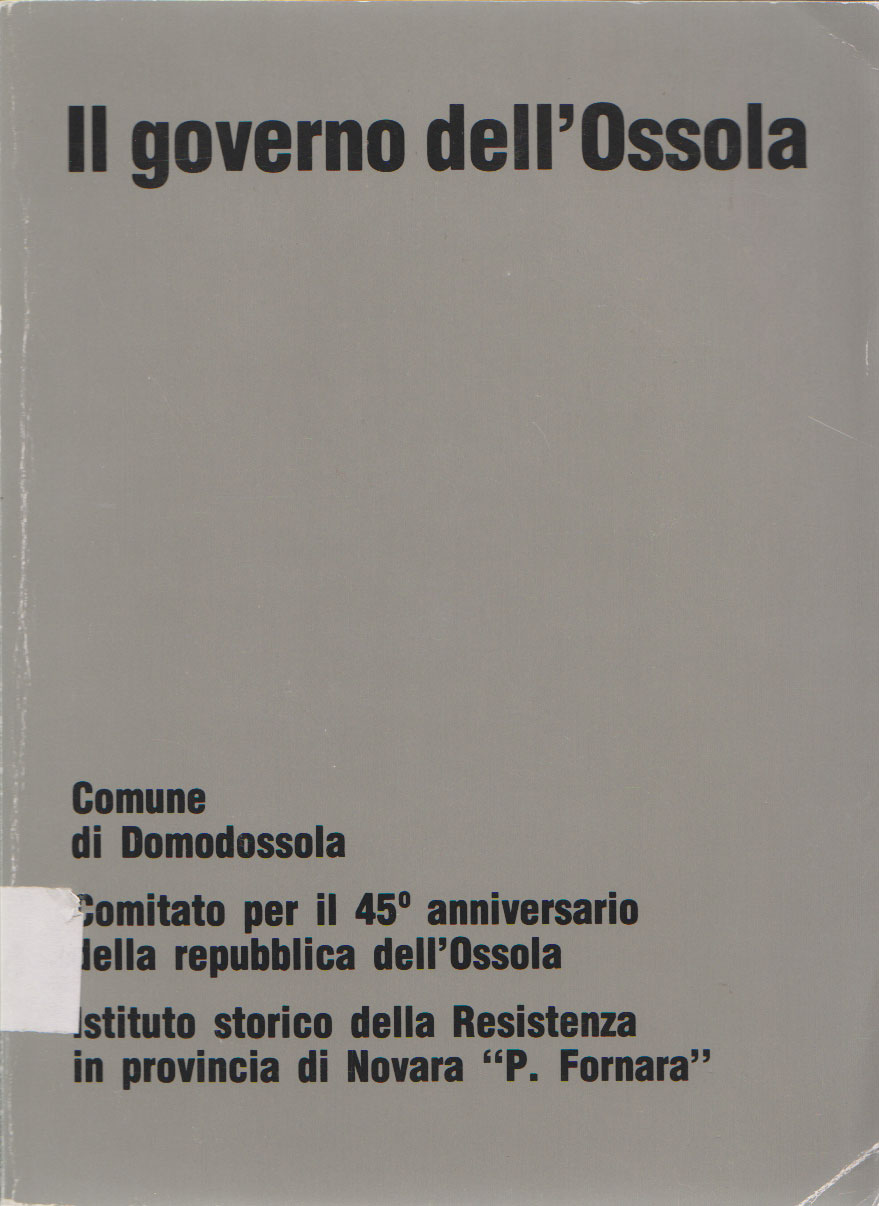 Il governo dell’Ossola
Comune
di Domodossola
Comitato per il 45º anniversario
della repubblica dell’Ossola
Istituto storico della Resistenza
in provincia di Novara “P. Fornara”